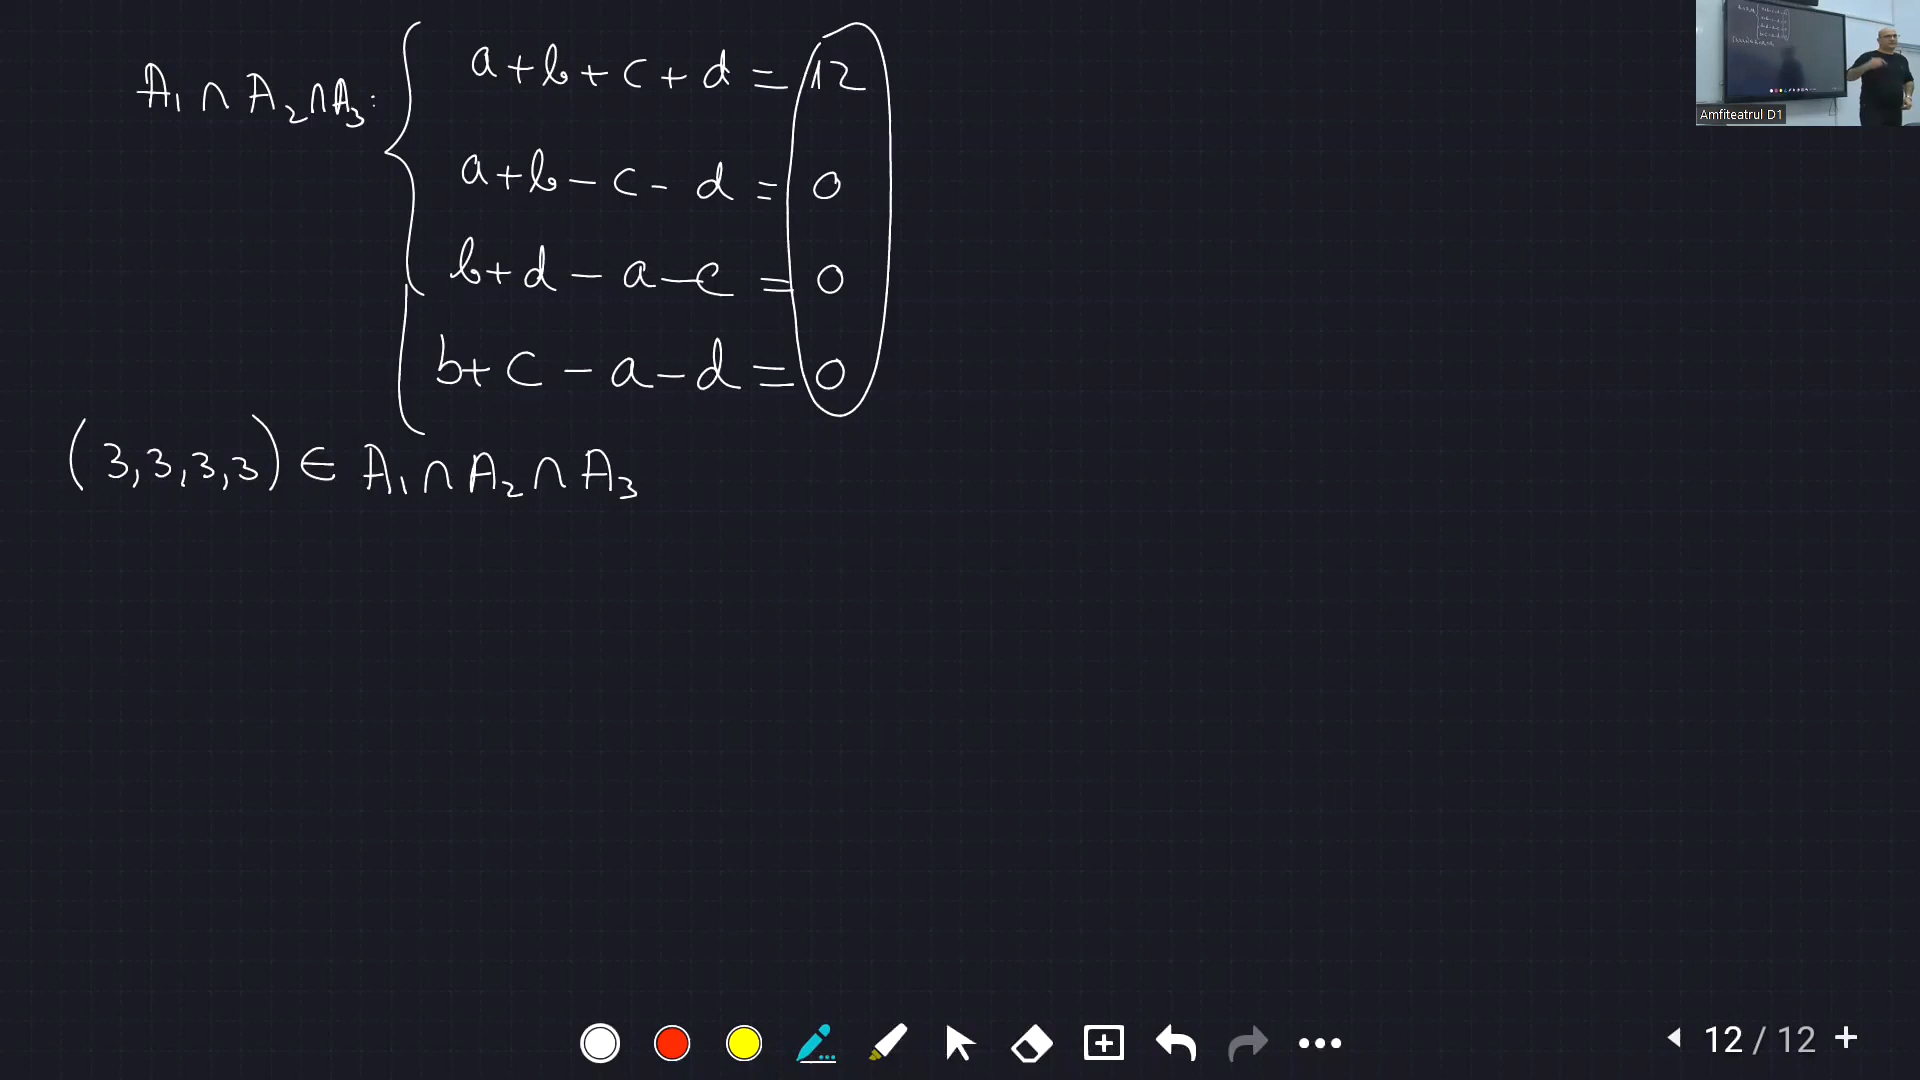 A₁ ∩ A₂ ∩ A₃ :
a + b + c + d = 12
a + b − c − d = 0
b + d − a − c = 0
b + c − a − d = 0
(3,3,3,3) ∈ A₁ ∩ A₂ ∩ A₃
Amfiteatrul D1
12 / 12